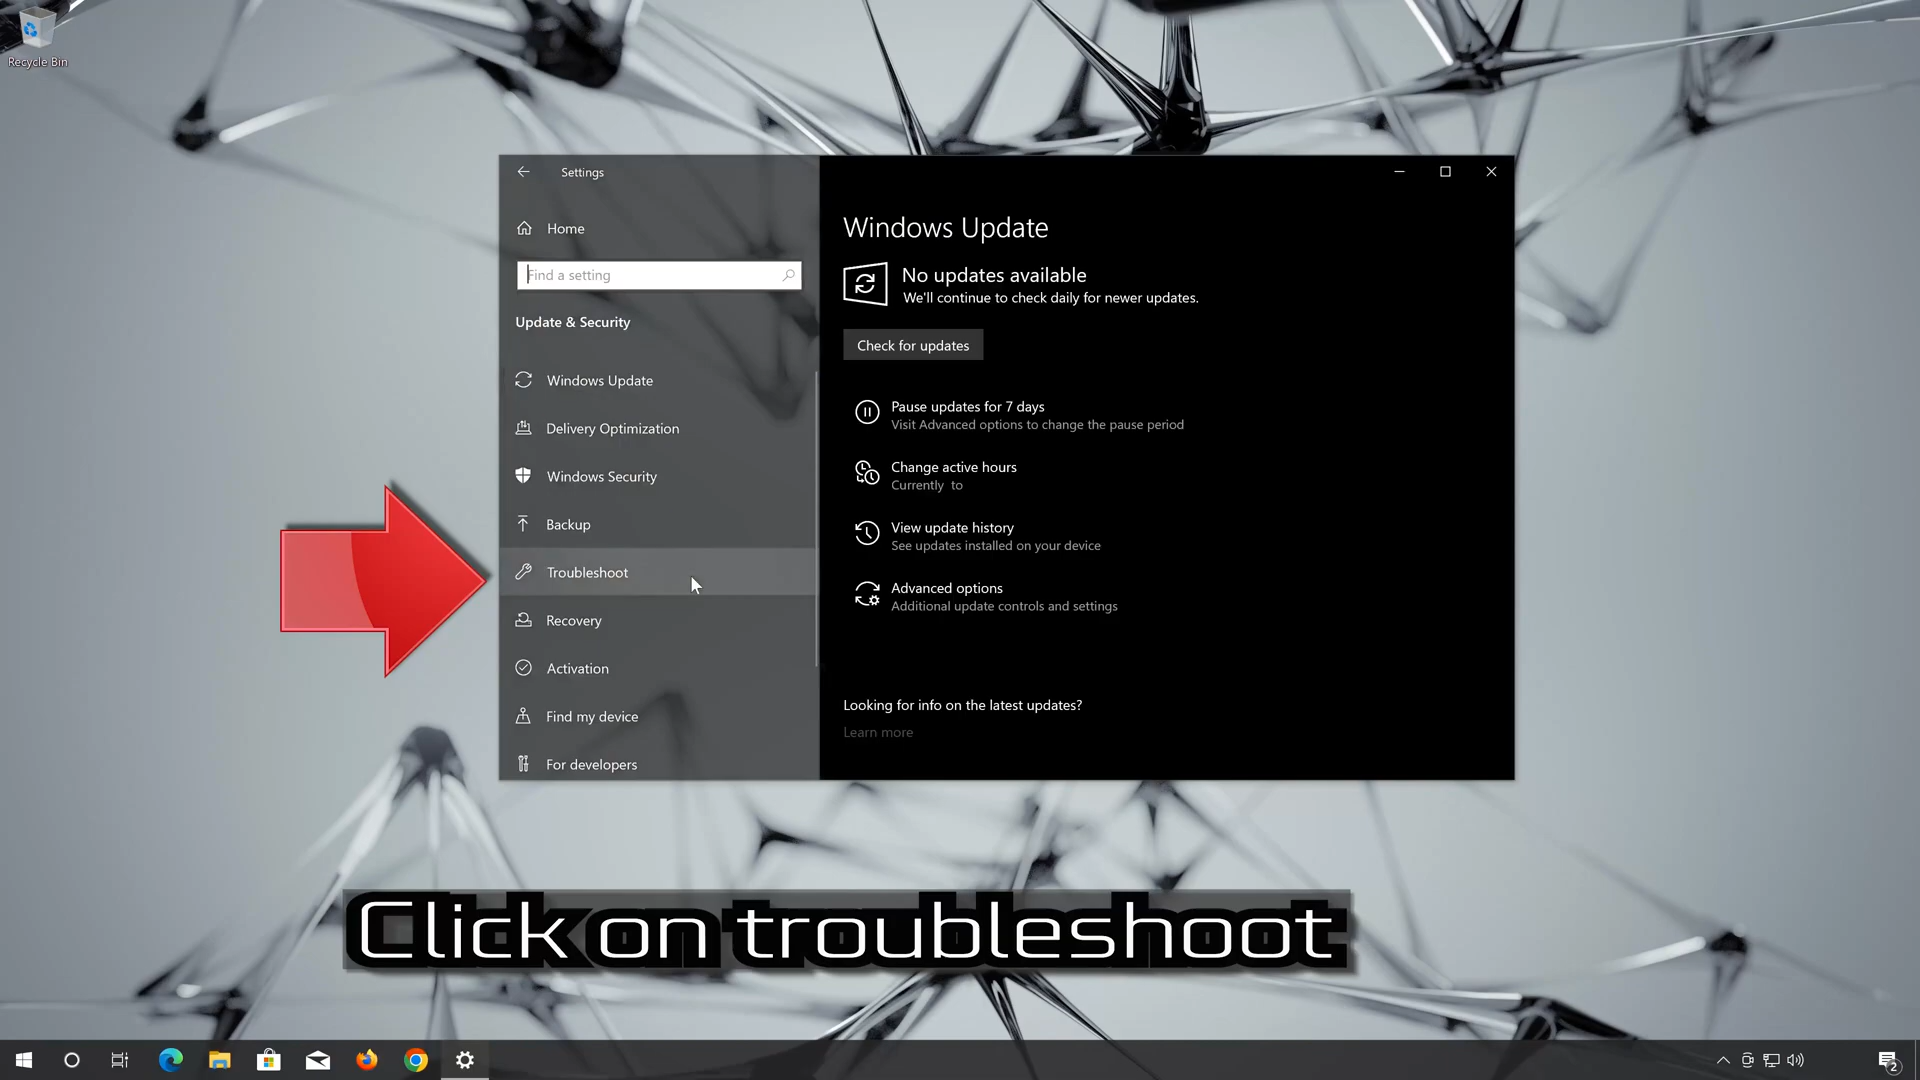 Recycle Bin
Settings
Home
Find a setting
Update & Security
Windows Update
Delivery Optimization
Windows Security
Backup
Troubleshoot
Recovery
Activation
Find my device
For developers
Windows Update
No updates available
We'll continue to check daily for newer updates.
Check for updates
Pause updates for 7 days
Visit Advanced options to change the pause period
Change active hours
Currently to
View update history
See updates installed on your device
Advanced options
Additional update controls and settings
Looking for info on the latest updates?
Learn more
Click on troubleshoot
2